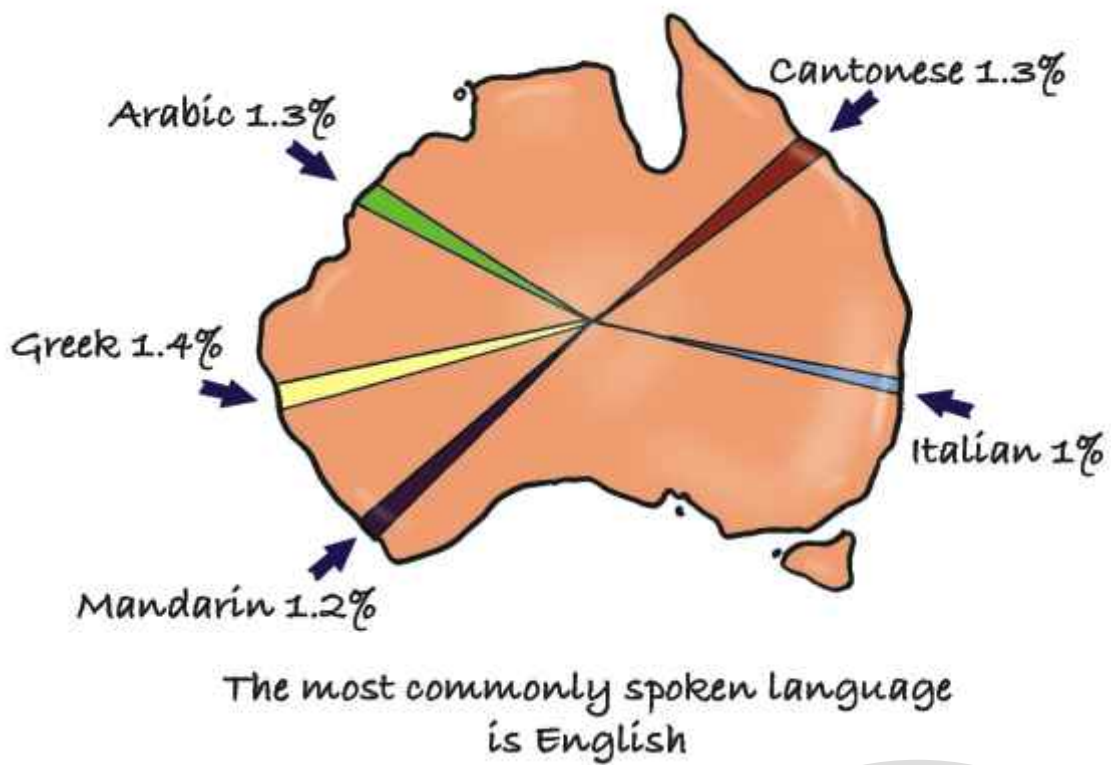 Cantonese 1.3%
Arabic 1.3%
Greek 1.4%
Italian 1%
Mandarin 1.2%
The most commonly spoken language
is English